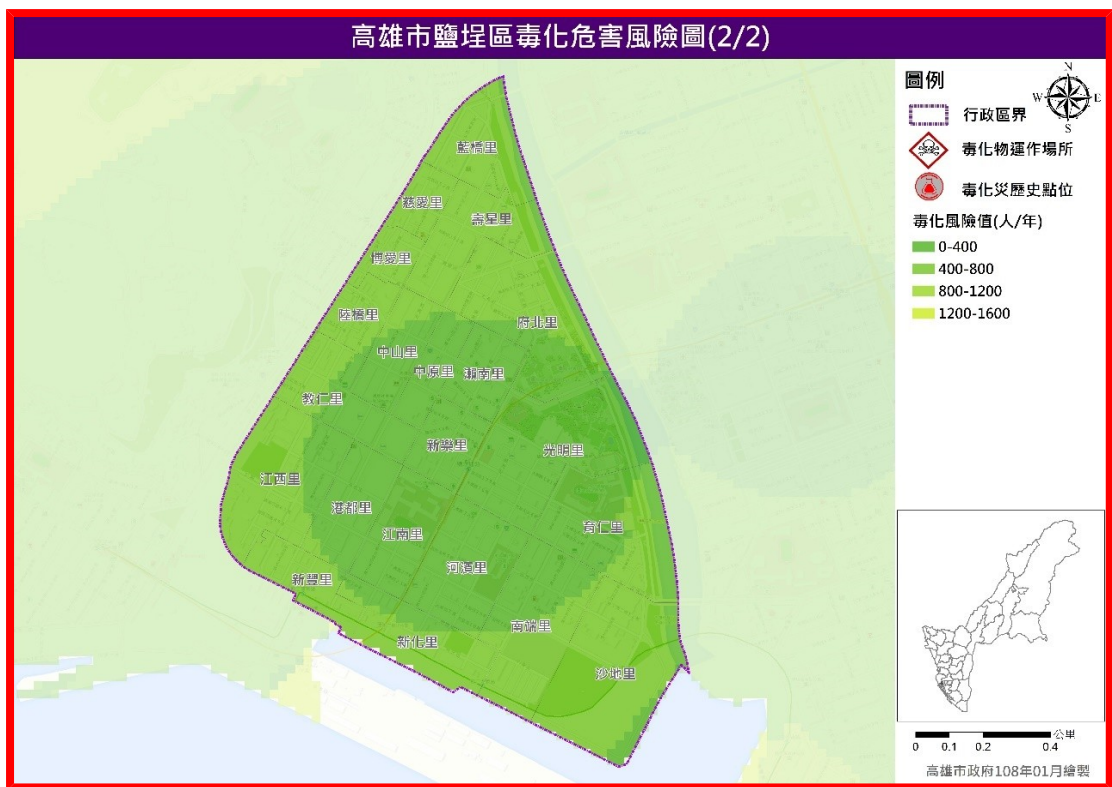 高雄市鹽埕區毒化危害風險圖(2/2)
圖例
N
W
E
S
行政區界
毒化物運作場所
毒化災歷史點位
毒化風險值(人/年)
0-400
400-800
800-1200
1200-1600
藍橋里
慈愛里
壽星里
博愛里
陸橋里
府北里
中山里
中原里
瀨南里
教仁里
新樂里
光明里
江西里
港都里
江南里
育仁里
河濱里
新豐里
南端里
新化里
沙地里
公里
0 0.1 0.2 0.4
高雄市政府108年01月繪製